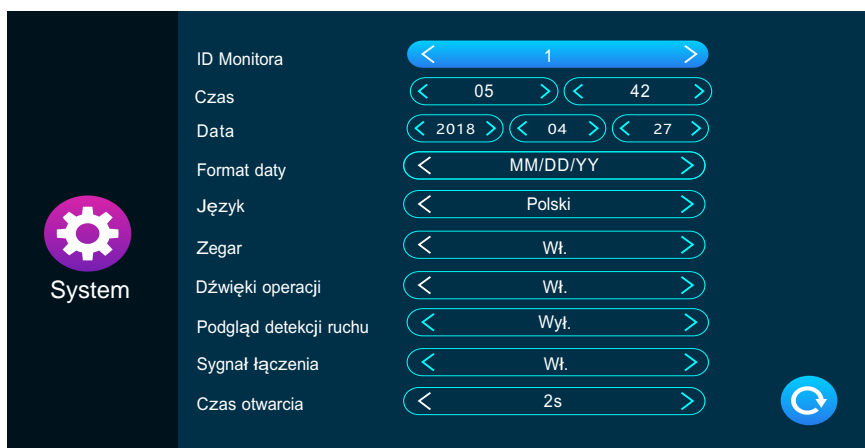 ID Monitora 1
Czas 05 42
Data 2018 04 27
Format daty MM/DD/YY
Język Polski
Zegar Wł.
System
Dźwięki operacji Wł.
Podgląd detekcji ruchu Wył.
Sygnał łączenia Wł.
Czas otwarcia 2s